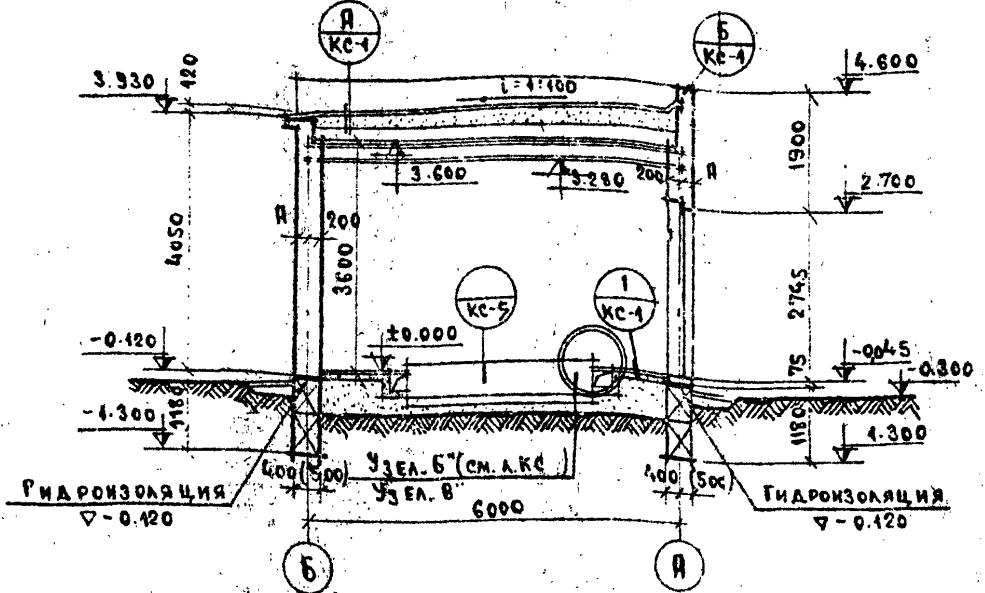 А
КС-1
Б
КС-1
3.930
120
i=1:100
4.600
3.600
3.280
200
А
1900
2.700
А
200
4050
3600
КС-5
1
КС-1
2745
-0.120
±0.000
75
-0,045
-0.300
-1.300
1180
1180
1.300
400(500)
Узел „Б" (см. л. КС
Узел „В"
400 (500)
Гидроизоляция
▽-0.120
6000
Гидроизоляция
▽-0.120
Б
А